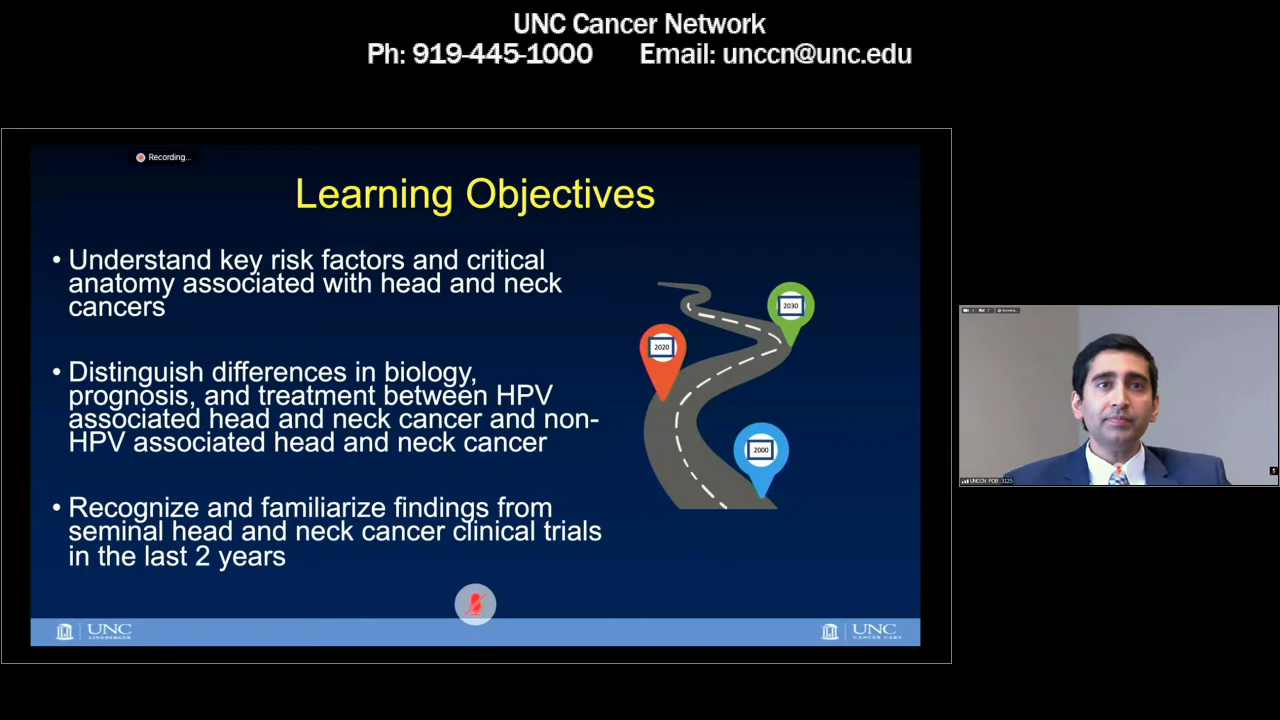 UNC Cancer Network
Ph: 919-445-1000 Email: unccn@unc.edu
Recording...
Learning Objectives
• Understand key risk factors and critical
anatomy associated with head and neck
cancers
• Distinguish differences in biology,
prognosis, and treatment between HPV
associated head and neck cancer and non-
HPV associated head and neck cancer
• Recognize and familiarize findings from
seminal head and neck cancer clinical trials
in the last 2 years
2030
2020
2000
UNC
LINEBERGER
UNC
CANCER CARE
UNCCN POB 3125